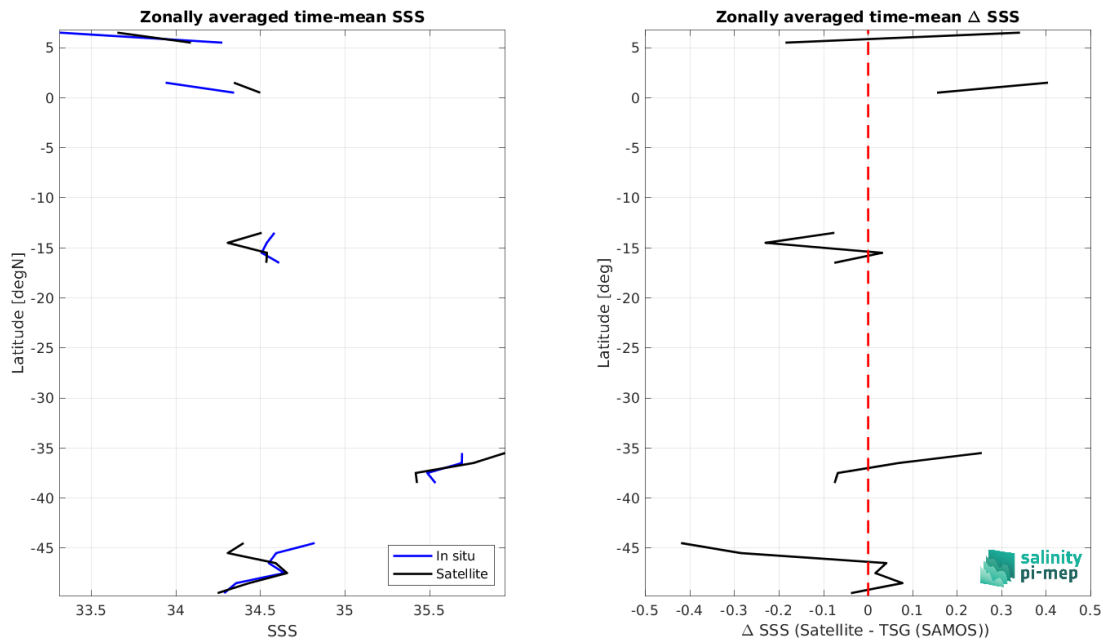 Zonally averaged time-mean SSS
5
0
-5
-10
-15
-20
-25
-30
-35
-40
-45
Latitude [degN]
33.5 34 34.5 35 35.5
SSS
In situ
Satellite
Zonally averaged time-mean Δ SSS
5
0
-5
-10
-15
-20
-25
-30
-35
-40
-45
Latitude [deg]
-0.5 -0.4 -0.3 -0.2 -0.1 0 0.1 0.2 0.3 0.4 0.5
Δ SSS (Satellite - TSG (SAMOS))
salinity
pi-mep